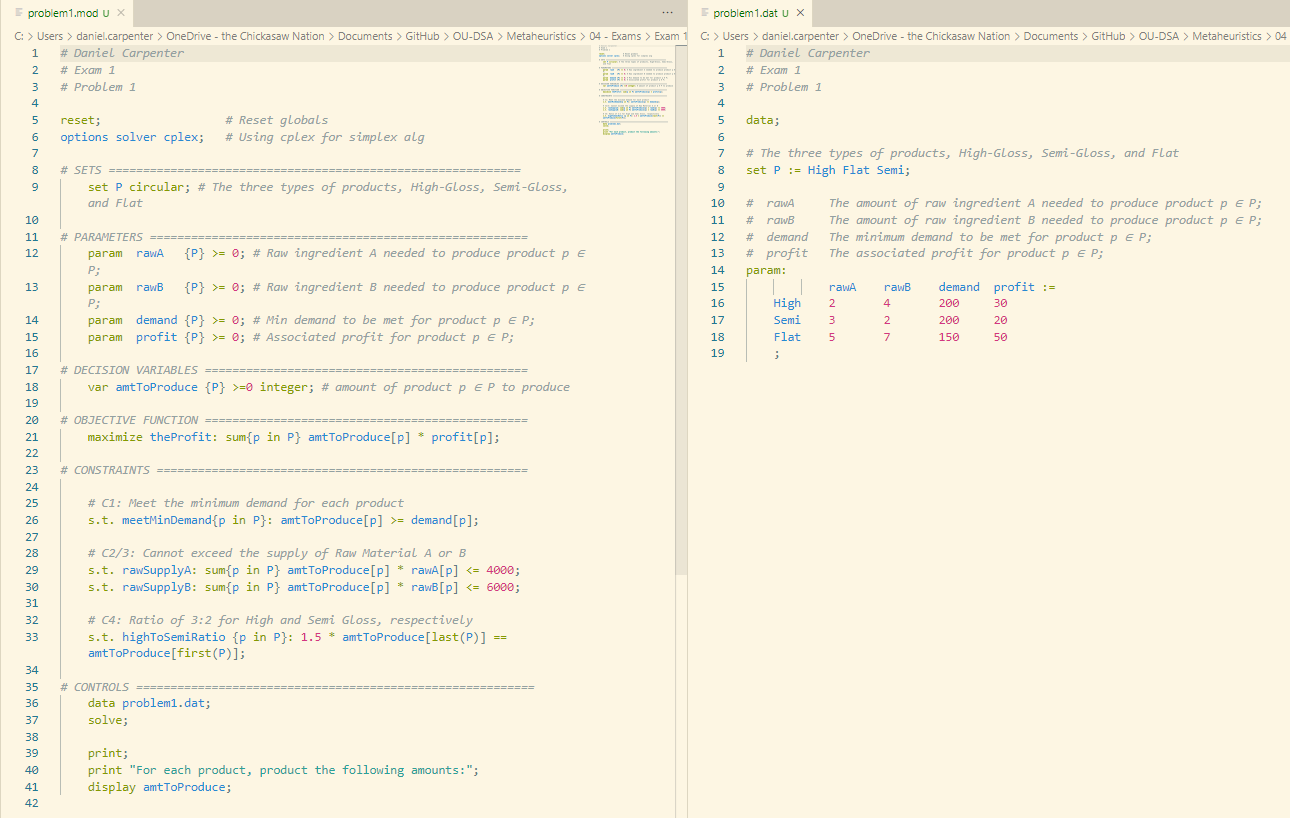 problem1.mod U ×
...
C: > Users > daniel.carpenter > OneDrive - the Chickasaw Nation > Documents > GitHub > OU-DSA > Metaheuristics > 04 - Exams > Exam 1
1 # Daniel Carpenter
2 # Exam 1
3 # Problem 1
4
5 reset; # Reset globals
6 options solver cplex; # Using cplex for simplex alg
7
8 # SETS ============================================================
9 set P circular; # The three types of products, High-Gloss, Semi-Gloss,
and Flat
10
11 # PARAMETERS =======================================================
12 param rawA {P} >= 0; # Raw ingredient A needed to produce product p ∈
P;
13 param rawB {P} >= 0; # Raw ingredient B needed to produce product p ∈
P;
14 param demand {P} >= 0; # Min demand to be met for product p ∈ P;
15 param profit {P} >= 0; # Associated profit for product p ∈ P;
16
17 # DECISION VARIABLES ===============================================
18 var amtToProduce {P} >=0 integer; # amount of product p ∈ P to produce
19
20 # OBJECTIVE FUNCTION ===============================================
21 maximize theProfit: sum{p in P} amtToProduce[p] * profit[p];
22
23 # CONSTRAINTS ======================================================
24
25 # C1: Meet the minimum demand for each product
26 s.t. meetMinDemand{p in P}: amtToProduce[p] >= demand[p];
27
28 # C2/3: Cannot exceed the supply of Raw Material A or B
29 s.t. rawSupplyA: sum{p in P} amtToProduce[p] * rawA[p] <= 4000;
30 s.t. rawSupplyB: sum{p in P} amtToProduce[p] * rawB[p] <= 6000;
31
32 # C4: Ratio of 3:2 for High and Semi Gloss, respectively
33 s.t. highToSemiRatio {p in P}: 1.5 * amtToProduce[last(P)] ==
amtToProduce[first(P)];
34
35 # CONTROLS ==========================================================
36 data problem1.dat;
37 solve;
38
39 print;
40 print "For each product, product the following amounts:";
41 display amtToProduce;
42
problem1.dat U ×
C: > Users > daniel.carpenter > OneDrive - the Chickasaw Nation > Documents > GitHub > OU-DSA > Metaheuristics > 04
1 # Daniel Carpenter
2 # Exam 1
3 # Problem 1
4
5 data;
6
7 # The three types of products, High-Gloss, Semi-Gloss, and Flat
8 set P := High Flat Semi;
9
10 # rawA The amount of raw ingredient A needed to produce product p ∈ P;
11 # rawB The amount of raw ingredient B needed to produce product p ∈ P;
12 # demand The minimum demand to be met for product p ∈ P;
13 # profit The associated profit for product p ∈ P;
14 param:
15 rawA rawB demand profit :=
16 High 2 4 200 30
17 Semi 3 2 200 20
18 Flat 5 7 150 50
19 ;